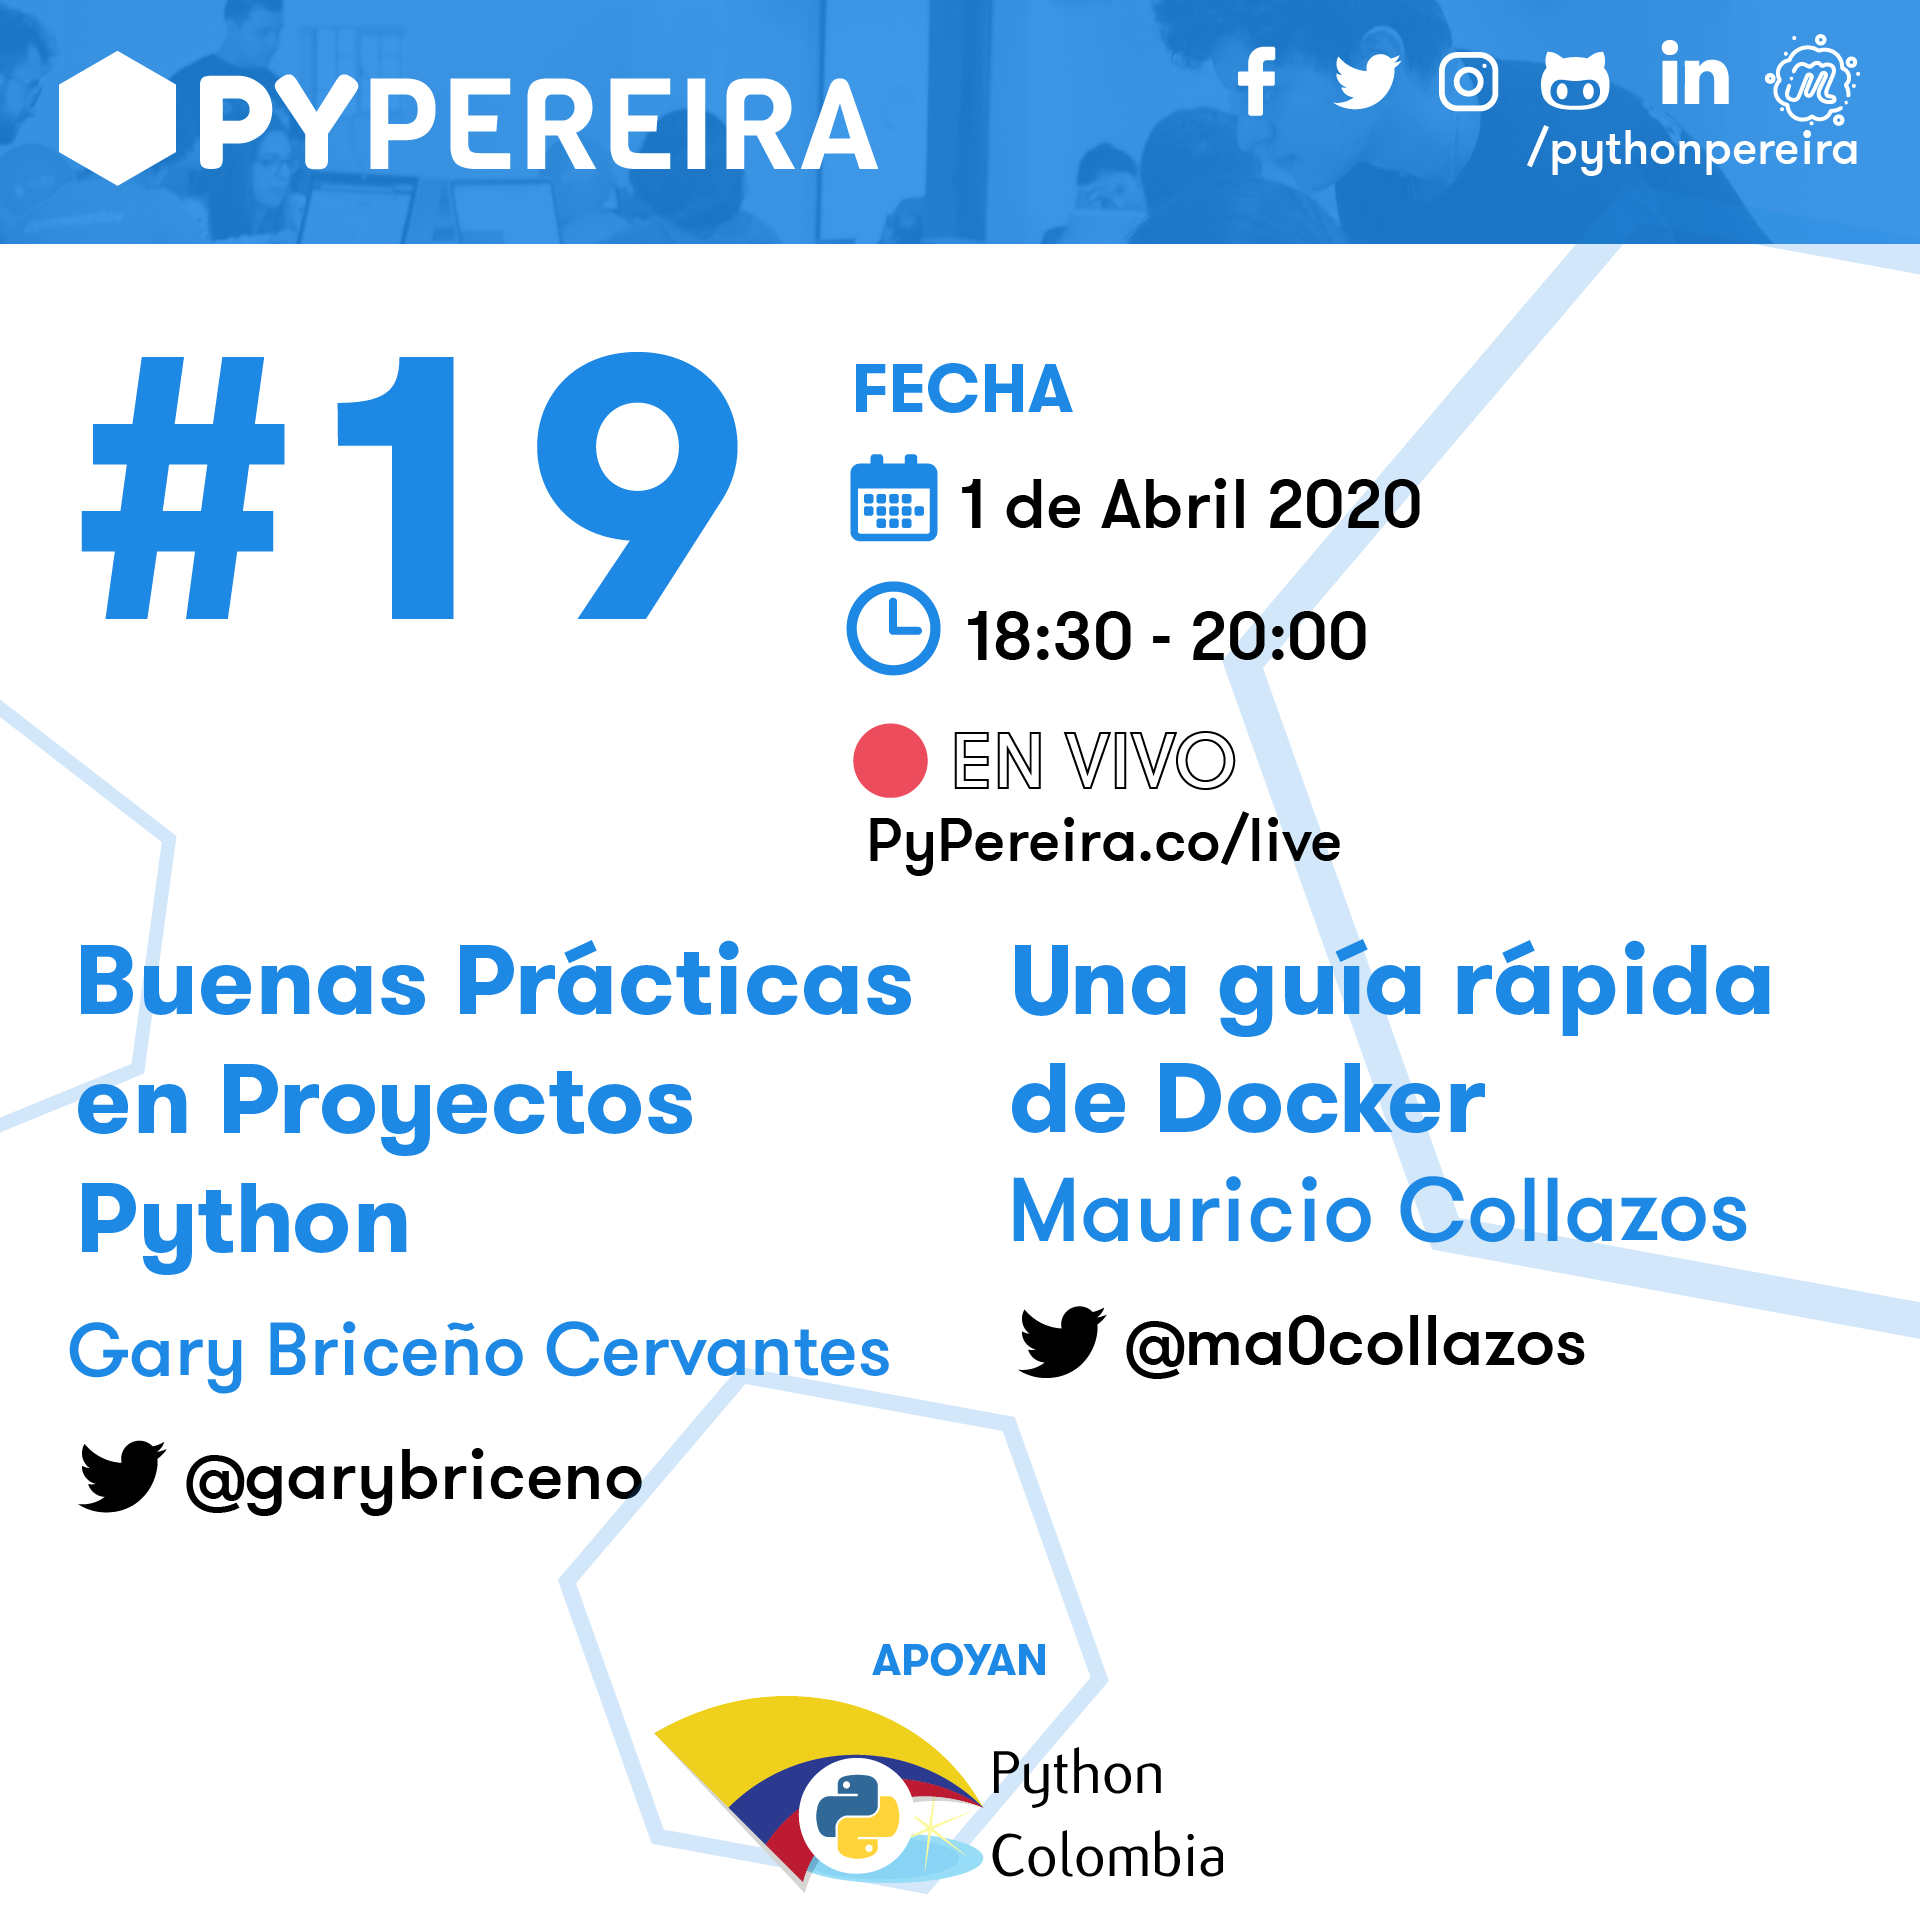 PYPEREIRA
/pythonpereira
#19
FECHA
1 de Abril 2020
18:30 - 20:00
EN VIVO
PyPereira.co/live
Buenas Prácticas
en Proyectos
Python
Gary Briceño Cervantes
@garybriceno
Una guía rápida
de Docker
Mauricio Collazos
@ma0collazos
APOYAN
Python
Colombia